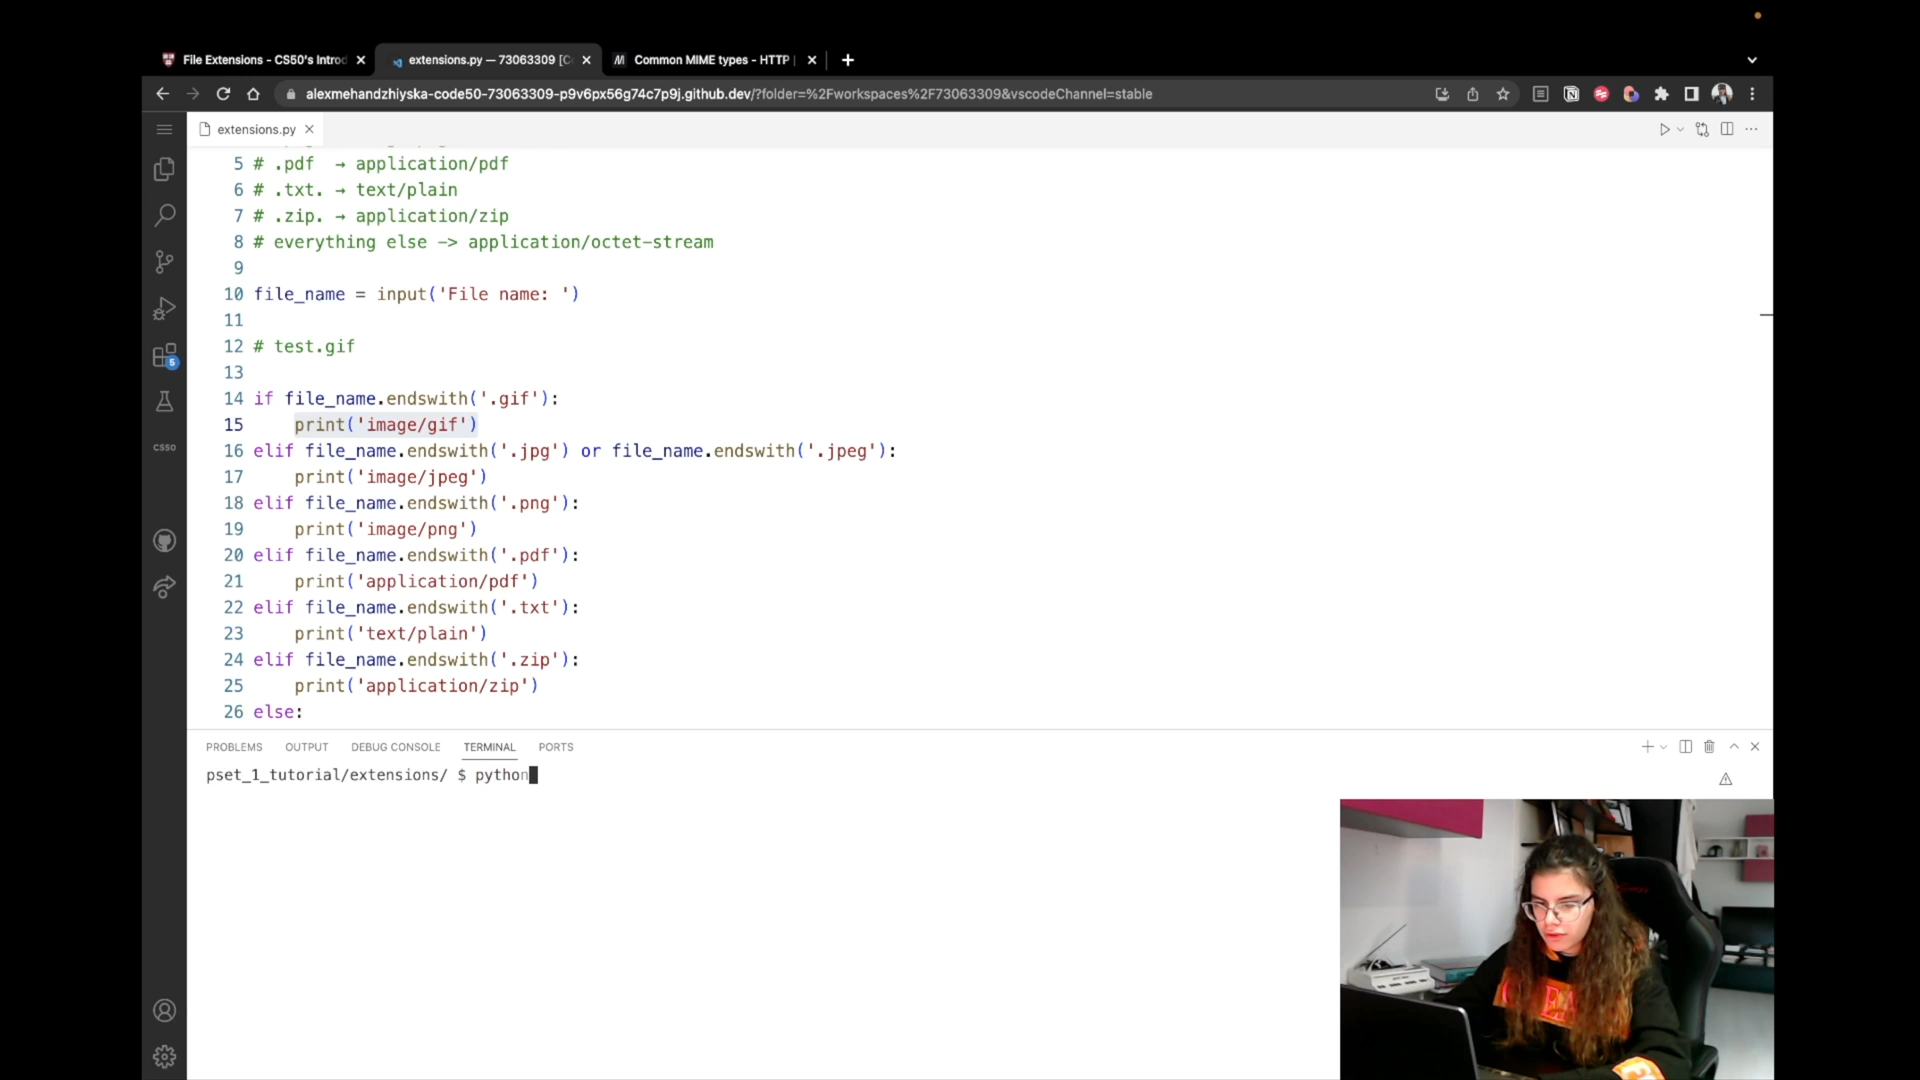 File Extensions - CS50's Introd
extensions.py — 73063309 [C
Common MIME types - HTTP
alexmehandzhiyska-code50-73063309-p9v6px56g74c7p9j.github.dev/?folder=%2Fworkspaces%2F73063309&vscodeChannel=stable
extensions.py
5 # .pdf → application/pdf
6 # .txt. → text/plain
7 # .zip. → application/zip
8 # everything else -> application/octet-stream
9
10 file_name = input('File name: ')
11
12 # test.gif
13
14 if file_name.endswith('.gif'):
15 print('image/gif')
16 elif file_name.endswith('.jpg') or file_name.endswith('.jpeg'):
17 print('image/jpeg')
18 elif file_name.endswith('.png'):
19 print('image/png')
20 elif file_name.endswith('.pdf'):
21 print('application/pdf')
22 elif file_name.endswith('.txt'):
23 print('text/plain')
24 elif file_name.endswith('.zip'):
25 print('application/zip')
26 else:
5
CS50
PROBLEMS OUTPUT DEBUG CONSOLE TERMINAL PORTS
pset_1_tutorial/extensions/ $ python